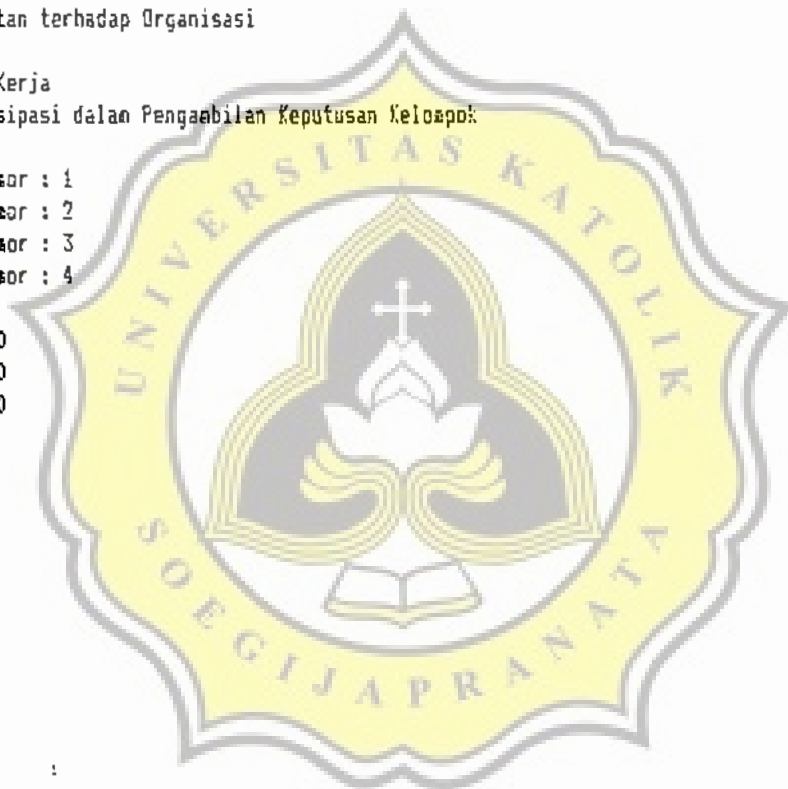 tan terhadap Organisasi
Kerja
sipasi dalam Pengambilan Keputusan Kelompok
sor : 1
sor : 2
sor : 3
sor : 4
0
0
0
UNIVERSITAS KATOLIK
SOEGIJAPRANATA
: